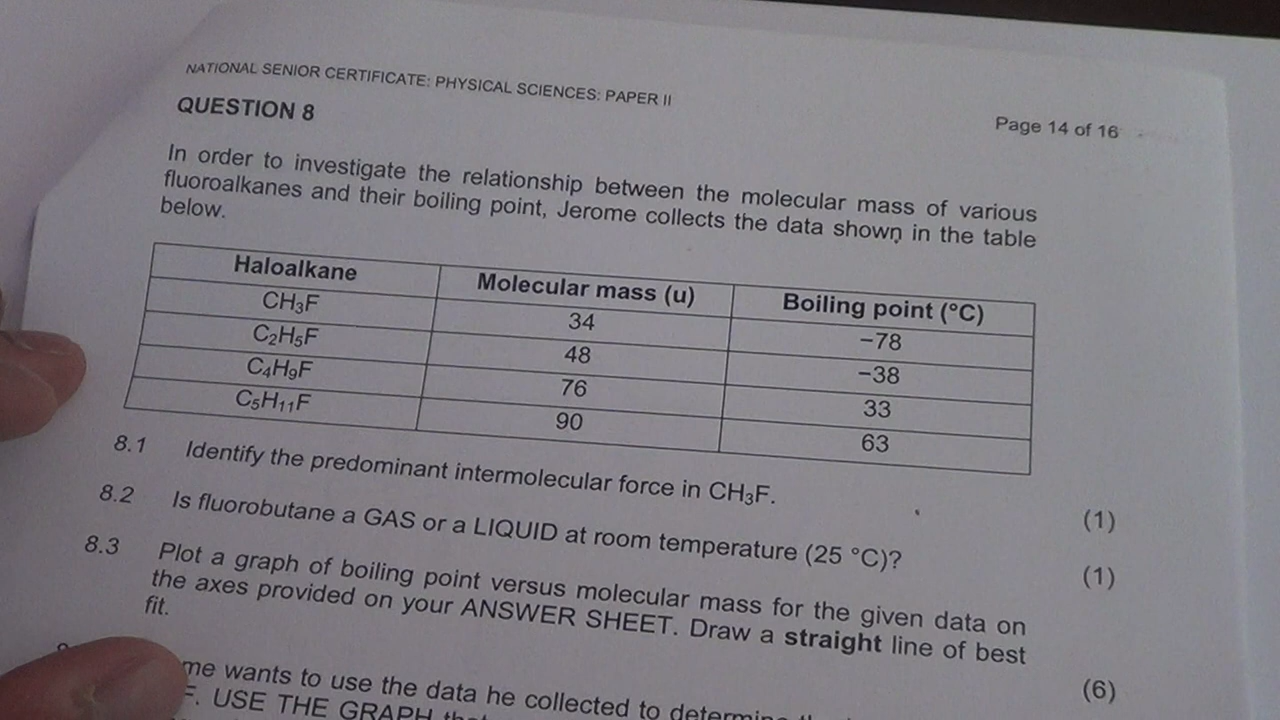 NATIONAL SENIOR CERTIFICATE: PHYSICAL SCIENCES: PAPER II
Page 14 of 16
QUESTION 8
In order to investigate the relationship between the molecular mass of various
fluoroalkanes and their boiling point, Jerome collects the data shown in the table
below.
Haloalkane Molecular mass (u) Boiling point (°C)
CH₃F 34 −78
C₂H₅F 48 −38
C₄H₉F 76 33
C₅H₁₁F 90 63
8.1 Identify the predominant intermolecular force in CH₃F. (1)
8.2 Is fluorobutane a GAS or a LIQUID at room temperature (25 °C)? (1)
8.3 Plot a graph of boiling point versus molecular mass for the given data on
the axes provided on your ANSWER SHEET. Draw a straight line of best
fit. (6)
me wants to use the data he collected to determine
F. USE THE GRAPH